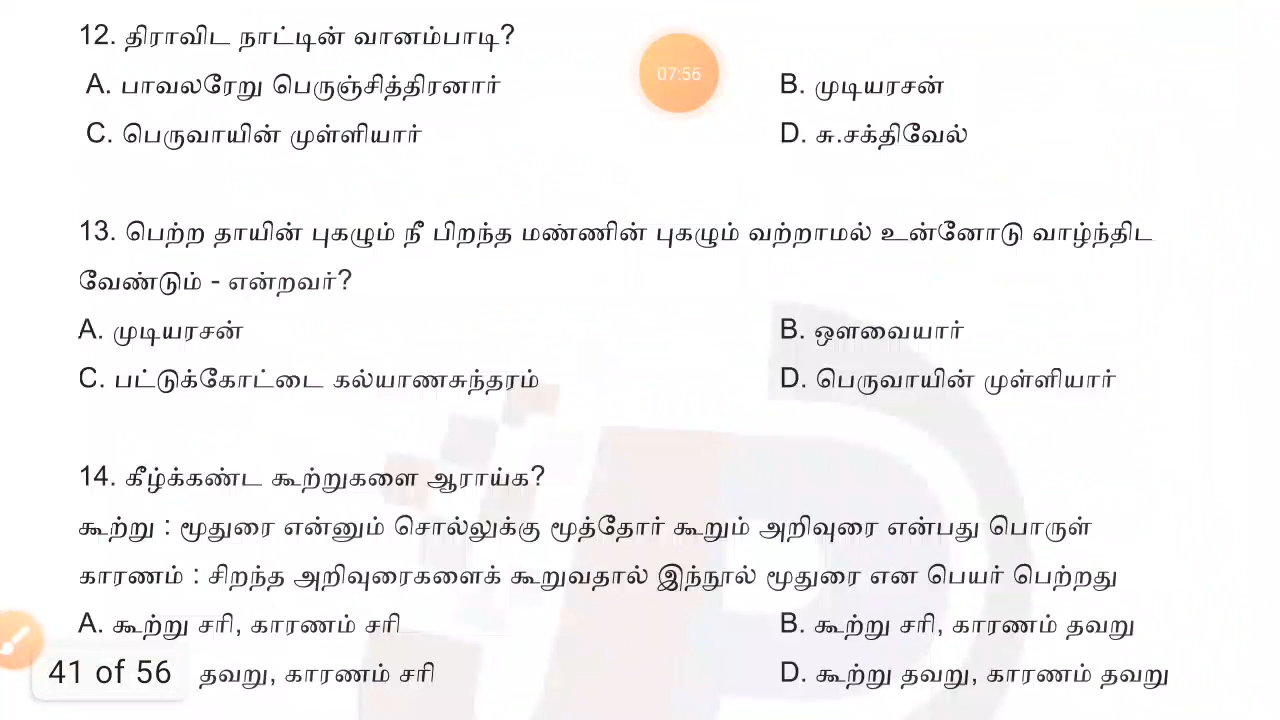 12. திராவிட நாட்டின் வானம்பாடி?
07:56
A. பாவலரேறு பெருஞ்சித்திரனார் B. முடியரசன்
C. பெருவாயின் முள்ளியார் D. சு.சக்திவேல்
13. பெற்ற தாயின் புகழும் நீ பிறந்த மண்ணின் புகழும் வற்றாமல் உன்னோடு வாழ்ந்திட
வேண்டும் - என்றவர்?
A. முடியரசன் B. ஔவையார்
C. பட்டுக்கோட்டை கல்யாணசுந்தரம் D. பெருவாயின் முள்ளியார்
14. கீழ்க்கண்ட கூற்றுகளை ஆராய்க?
கூற்று : மூதுரை என்னும் சொல்லுக்கு மூத்தோர் கூறும் அறிவுரை என்பது பொருள்
காரணம் : சிறந்த அறிவுரைகளைக் கூறுவதால் இந்நூல் மூதுரை என பெயர் பெற்றது
A. கூற்று சரி, காரணம் சரி B. கூற்று சரி, காரணம் தவறு
41 of 56 தவறு, காரணம் சரி D. கூற்று தவறு, காரணம் தவறு